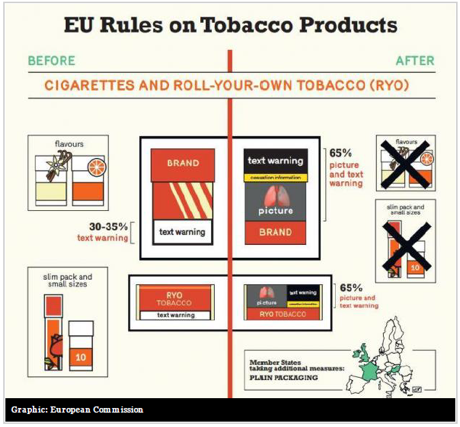 EU Rules on Tobacco Products
BEFORE
AFTER
CIGARETTES AND ROLL-YOUR-OWN TOBACCO (RYO)
flavours
BRAND
30-35%
text warning
text warning
text warning
cessation information
picture
BRAND
65%
picture
and text
warning
flavours
slim pack and
small sizes
10
slim pack and
small sizes
10
RYO
TOBACCO
text warning
text warning
cessation information
picture
RYO TOBACCO
65%
picture and
text warning
Member States
taking additional measures:
PLAIN PACKAGING
Graphic: European Commission